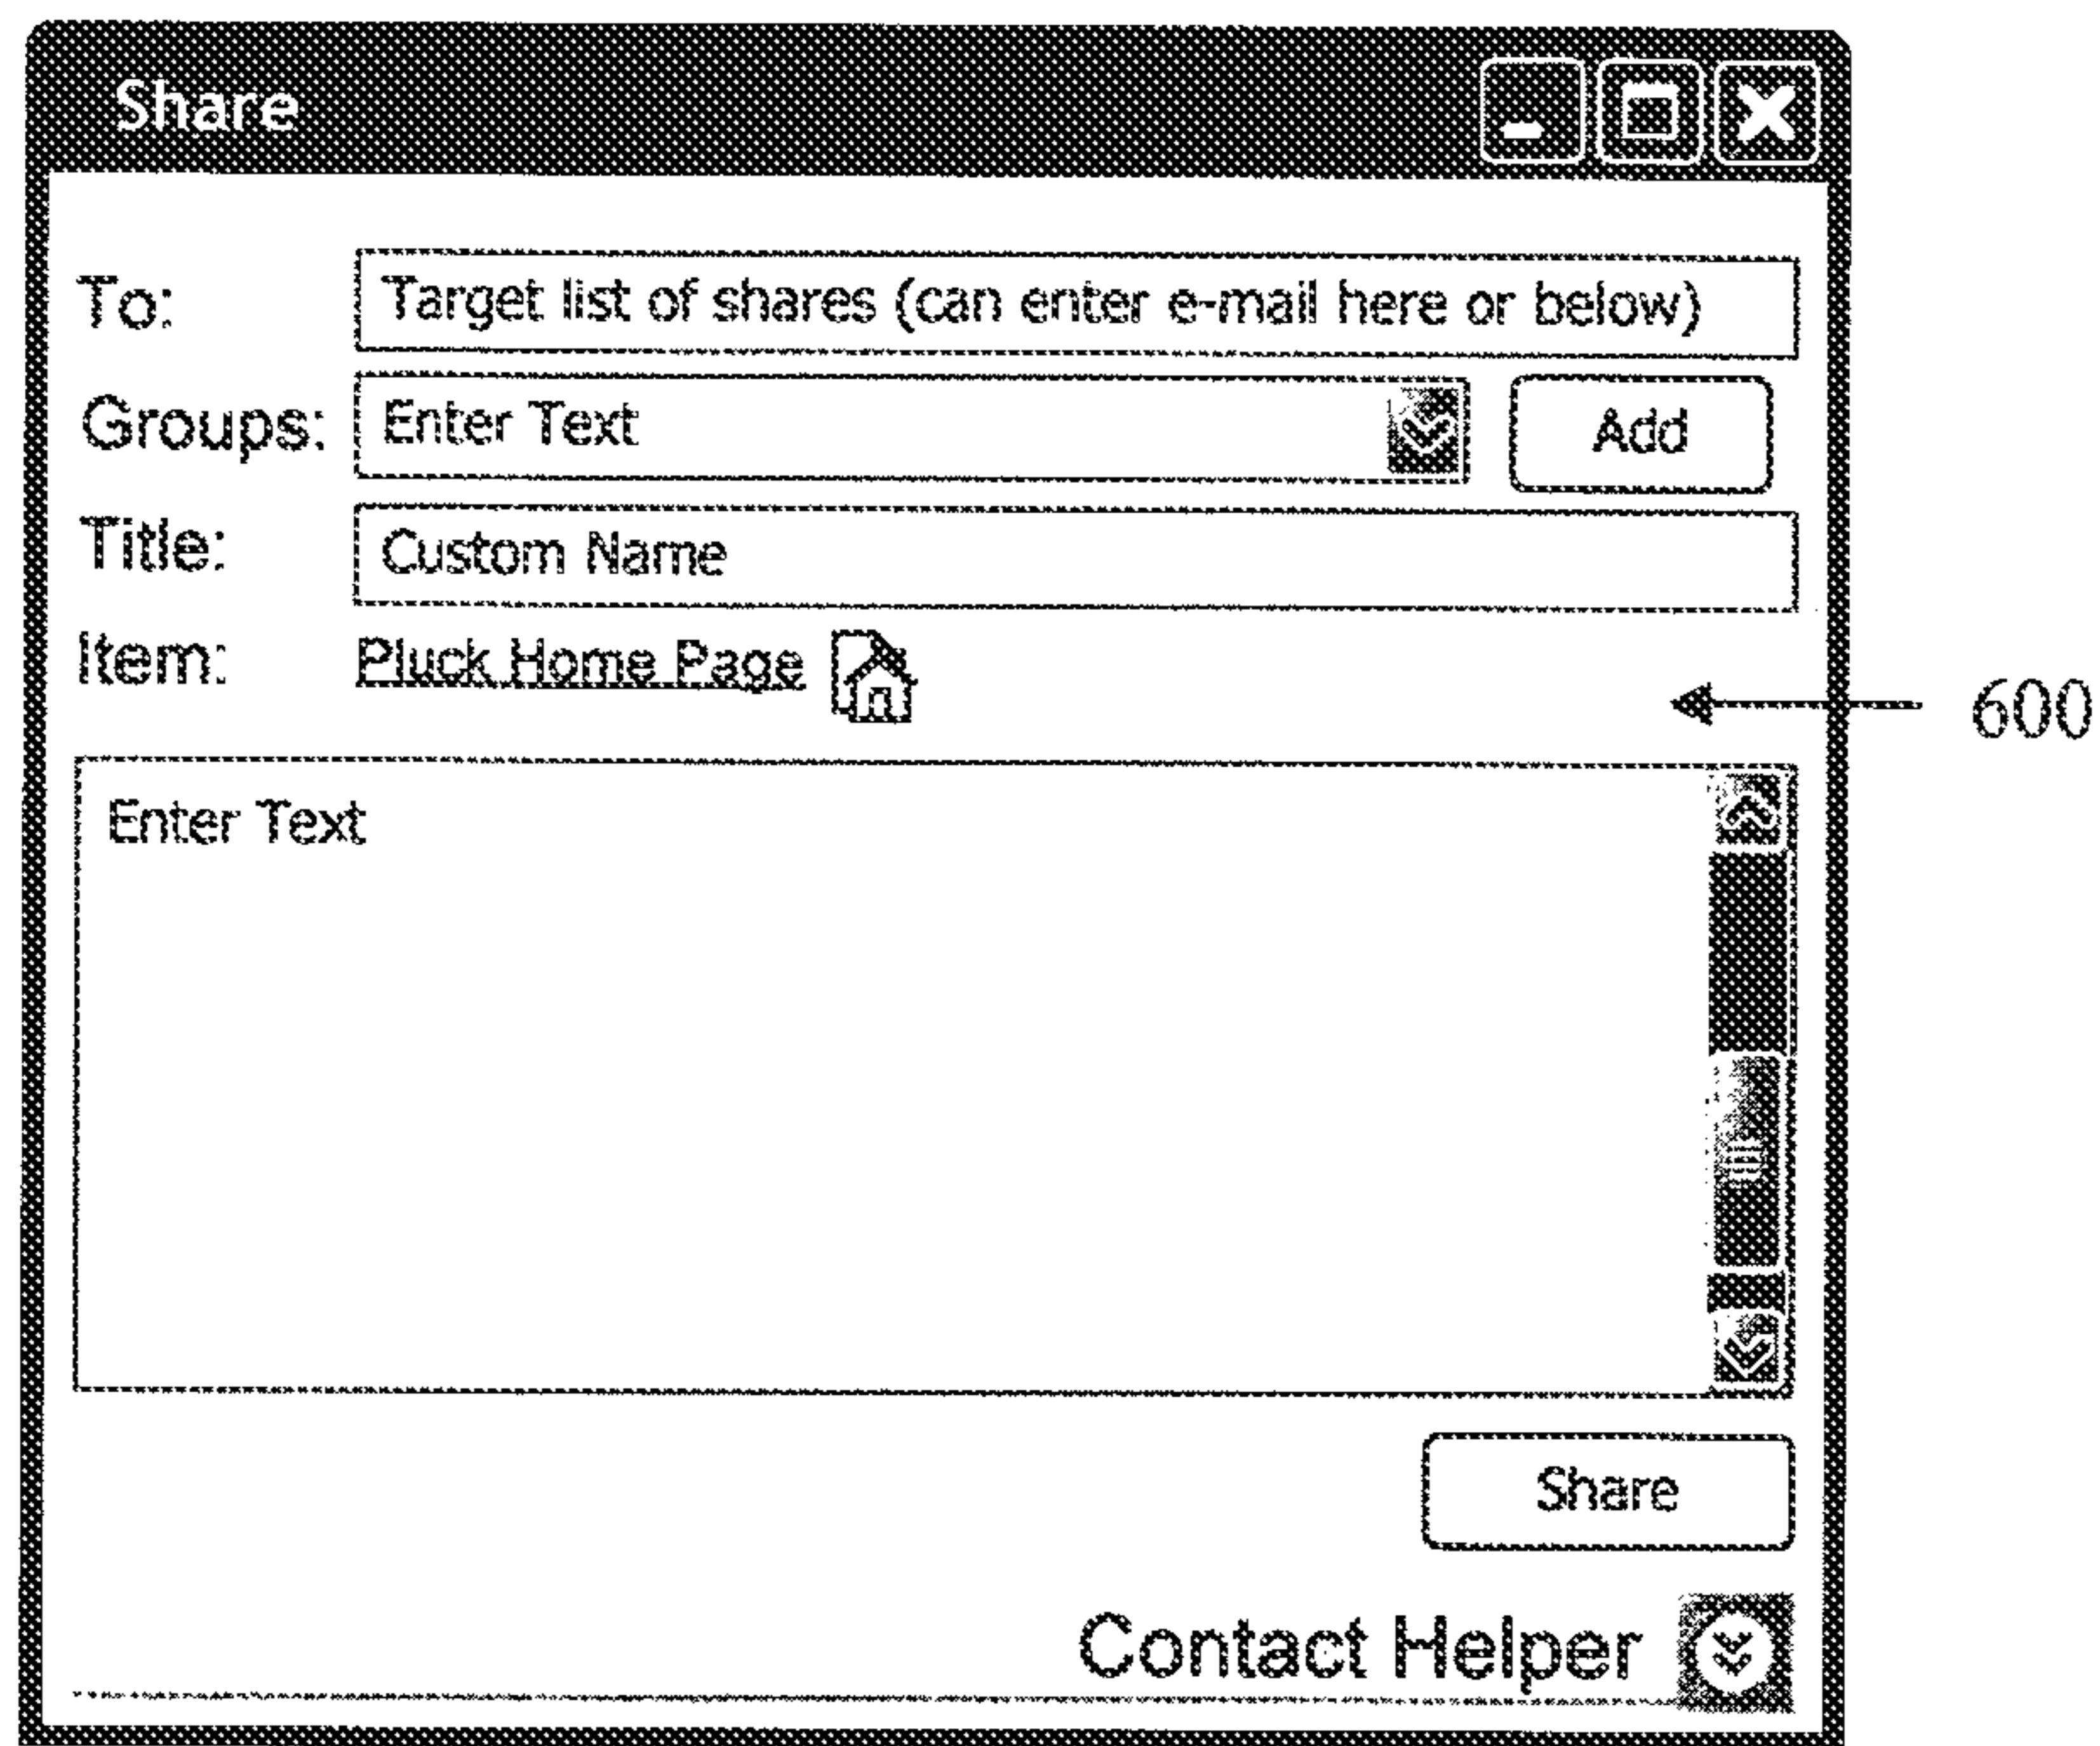 Share
To: Target list of shares (can enter e-mail here or below)
Groups: Enter Text Add
Title: Custom Name
Item: Pluck Home Page
600
Enter Text
Share
Contact Helper